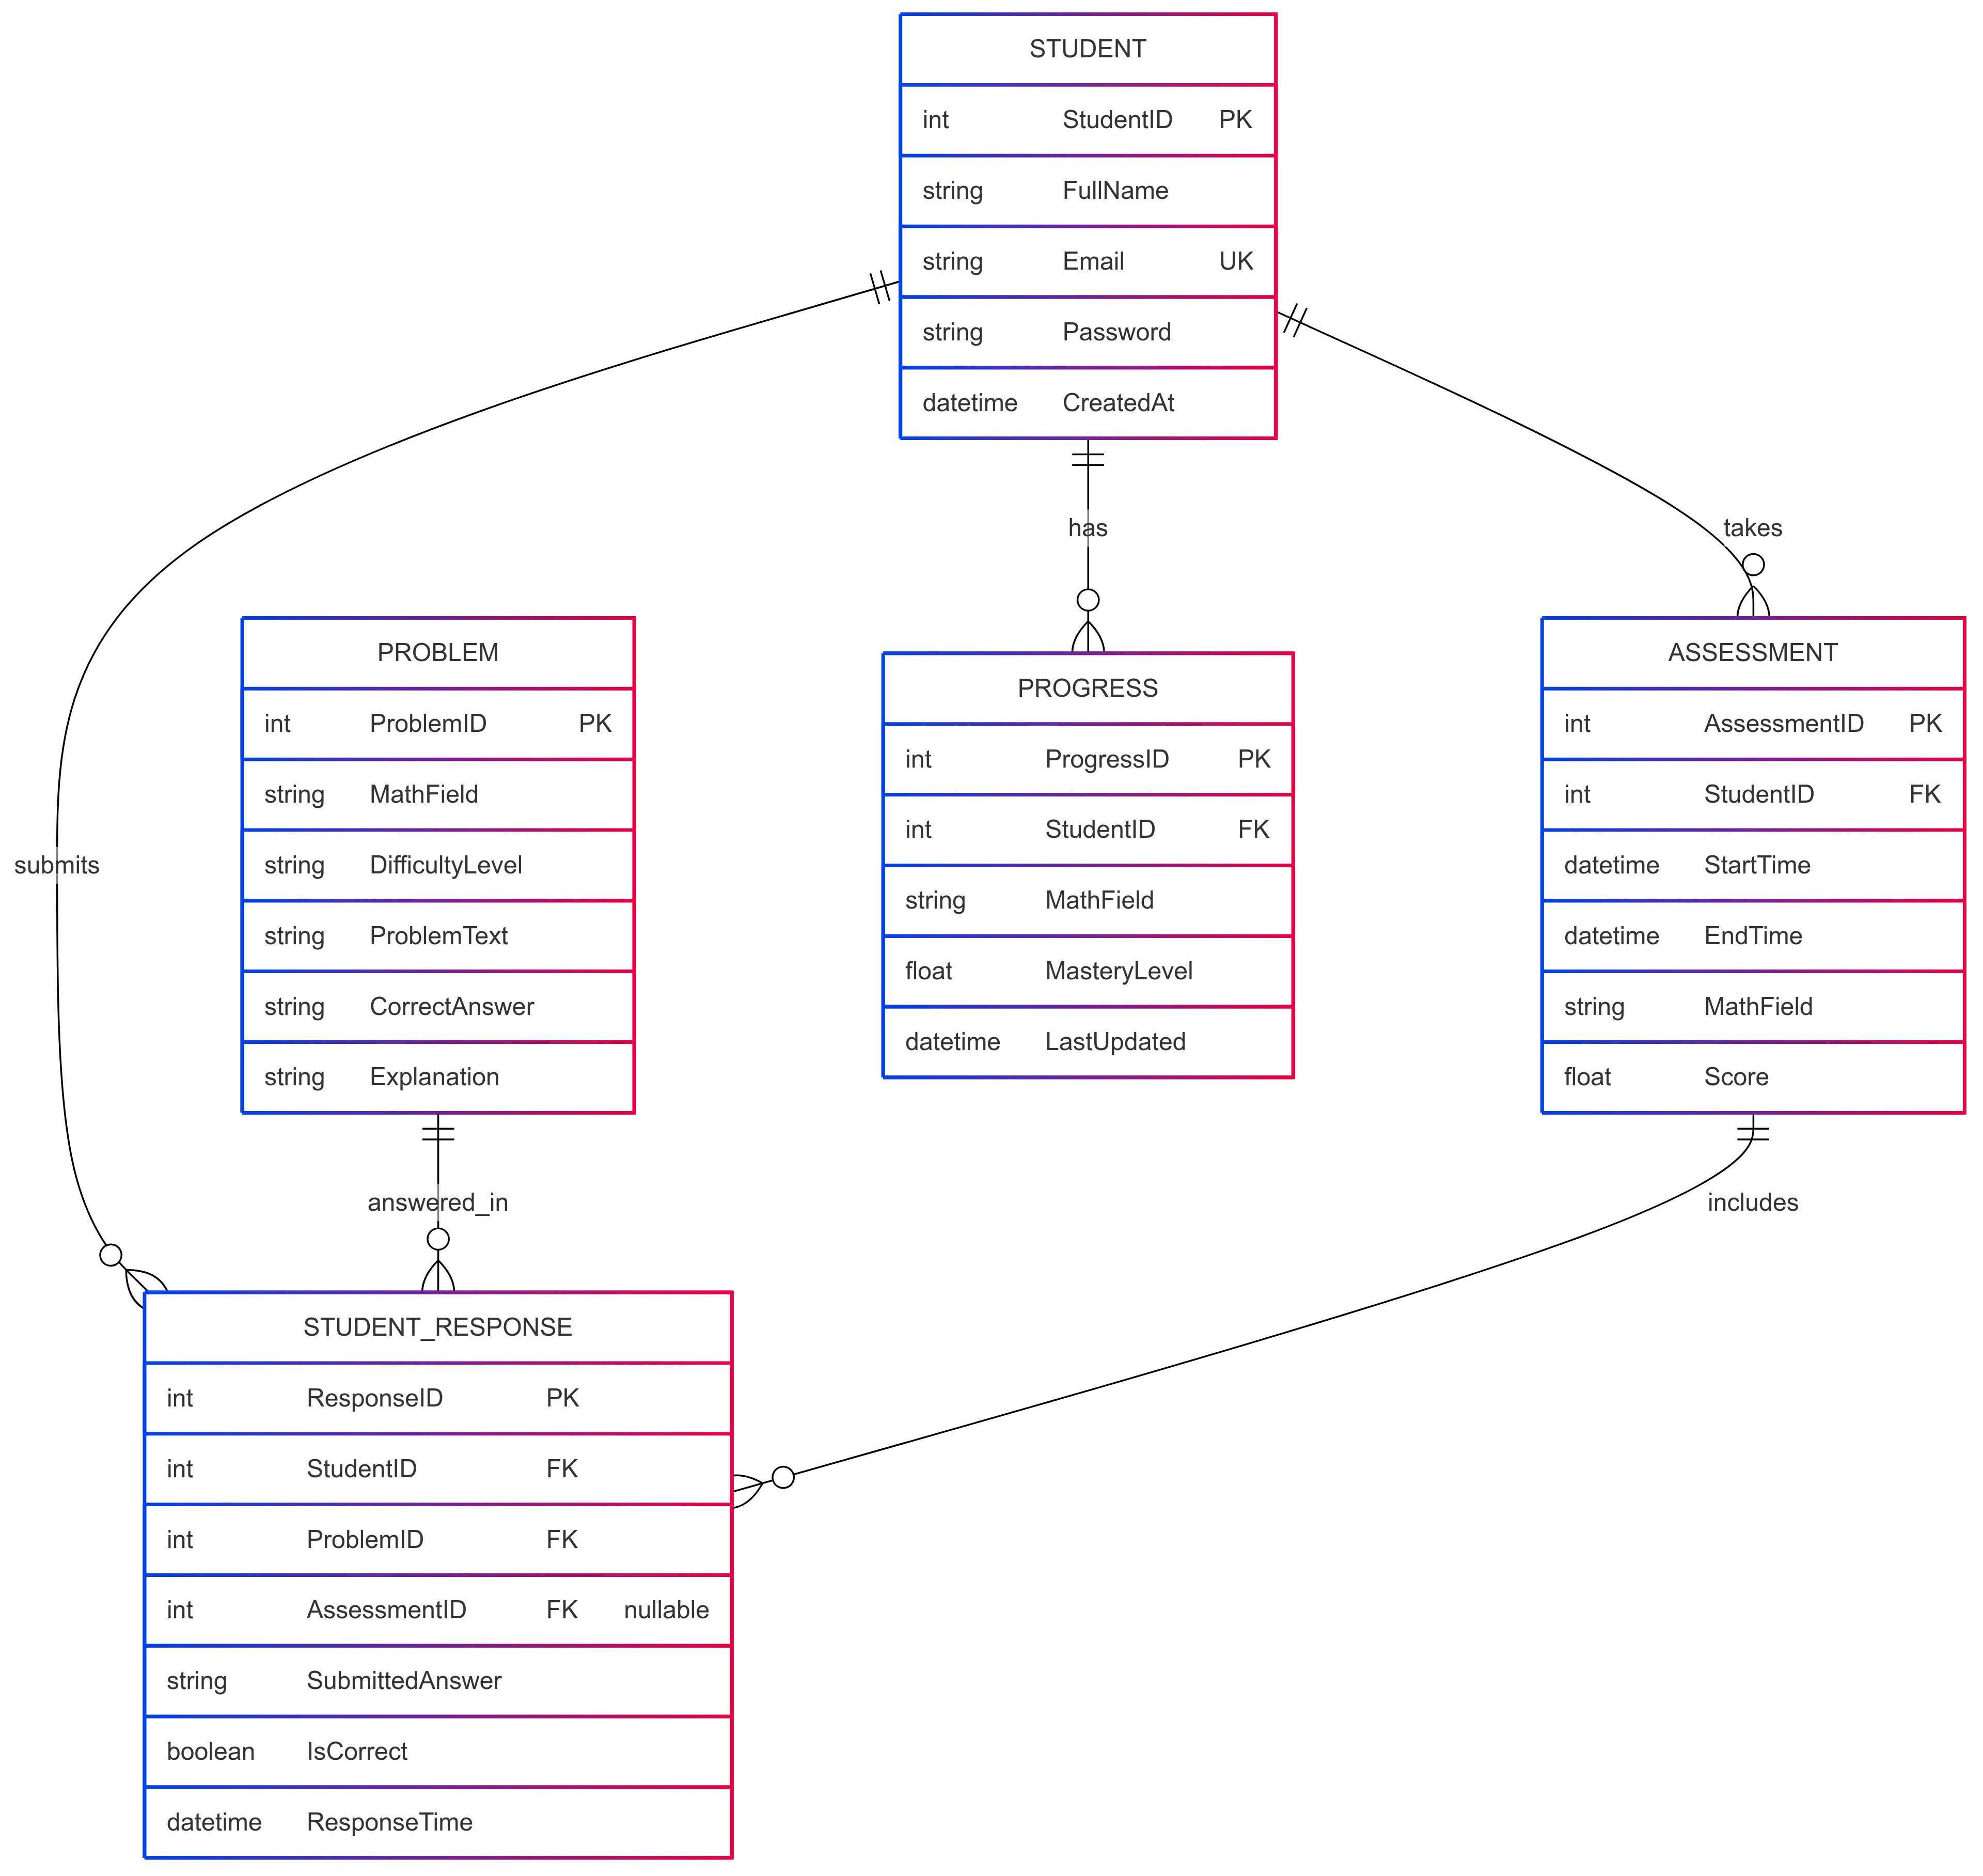 STUDENT
int StudentID PK
string FullName
string Email UK
string Password
datetime CreatedAt
has
takes
submits
PROBLEM
int ProblemID PK
string MathField
string DifficultyLevel
string ProblemText
string CorrectAnswer
string Explanation
PROGRESS
int ProgressID PK
int StudentID FK
string MathField
float MasteryLevel
datetime LastUpdated
ASSESSMENT
int AssessmentID PK
int StudentID FK
datetime StartTime
datetime EndTime
string MathField
float Score
answered_in
includes
STUDENT_RESPONSE
int ResponseID PK
int StudentID FK
int ProblemID FK
int AssessmentID FK nullable
string SubmittedAnswer
boolean IsCorrect
datetime ResponseTime